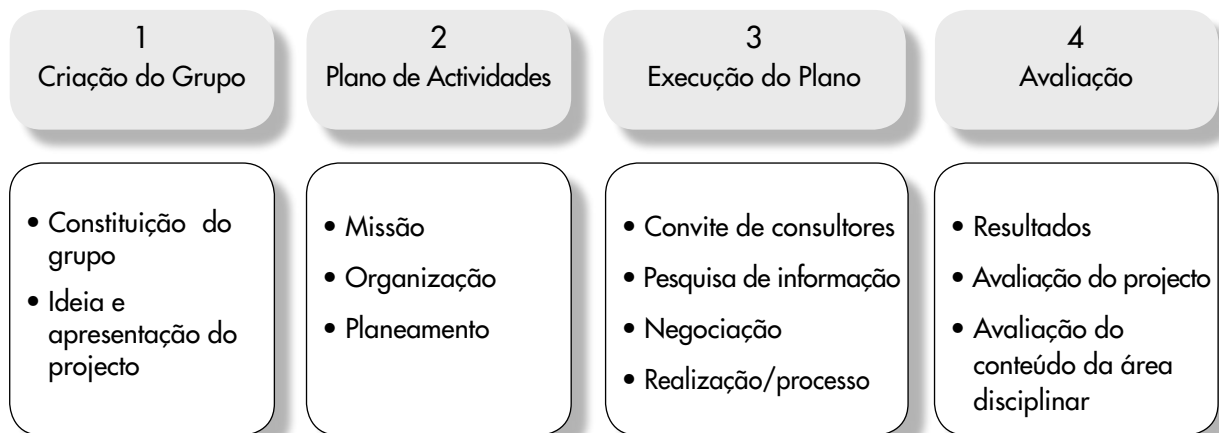 1
Criação do Grupo
• Constituição do
grupo
• Ideia e
apresentação do
projecto
2
Plano de Actividades
• Missão
• Organização
• Planeamento
3
Execução do Plano
• Convite de consultores
• Pesquisa de informação
• Negociação
• Realização/processo
4
Avaliação
• Resultados
• Avaliação do projecto
• Avaliação do
conteúdo da área
disciplinar